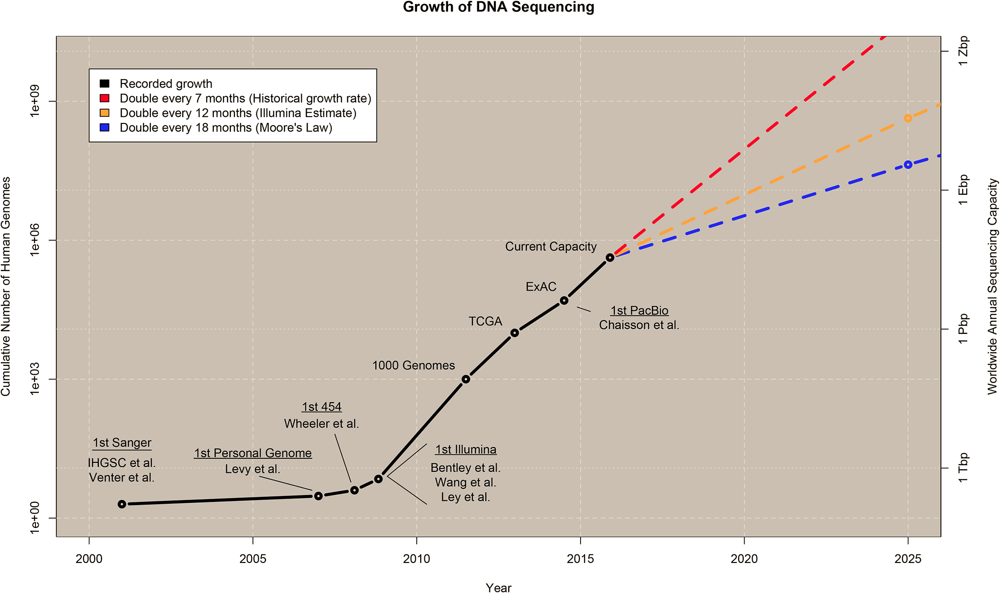 Growth of DNA Sequencing
Recorded growth
Double every 7 months (Historical growth rate)
Double every 12 months (Illumina Estimate)
Double every 18 months (Moore's Law)
Cumulative Number of Human Genomes
1e+09
1e+06
1e+03
1e+00
Worldwide Annual Sequencing Capacity
1 Zbp
1 Ebp
1 Pbp
1 Tbp
Current Capacity
ExAC
1st PacBio
Chaisson et al.
TCGA
1000 Genomes
1st 454
Wheeler et al.
1st Sanger
IHGSC et al.
Venter et al.
1st Personal Genome
Levy et al.
1st Illumina
Bentley et al.
Wang et al.
Ley et al.
2000 2005 2010 2015 2020 2025
Year